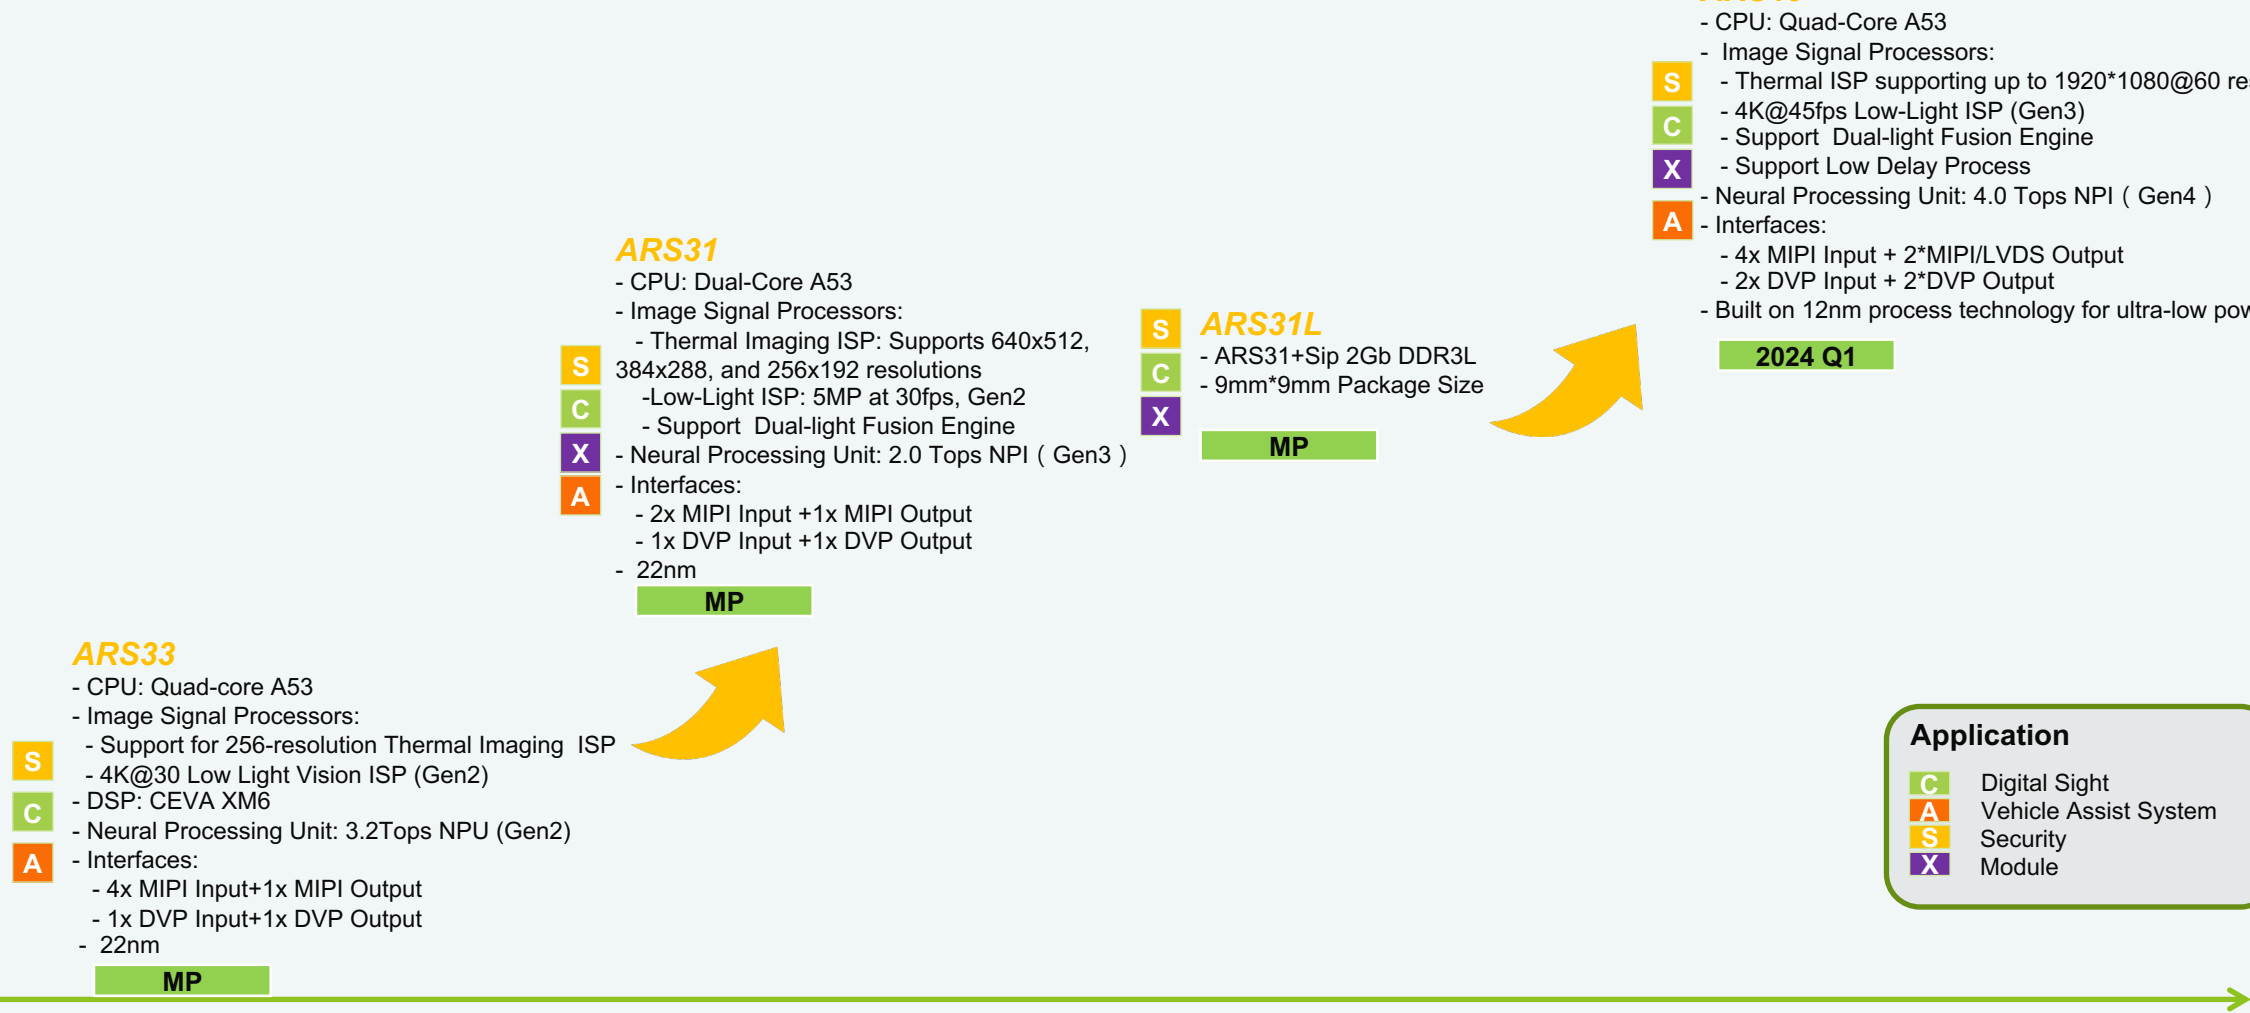 - CPU: Quad-Core A53
- Image Signal Processors:
- Thermal ISP supporting up to 1920*1080@60
- 4K@45fps Low-Light ISP (Gen3)
- Support Dual-light Fusion Engine
- Support Low Delay Process
- Neural Processing Unit: 4.0 Tops NPI ( Gen4 )
- Interfaces:
- 4x MIPI Input + 2*MIPI/LVDS Output
- 2x DVP Input + 2*DVP Output
- Built on 12nm process technology for ultra-low
2024 Q1
S
C
X
A
ARS31
- CPU: Dual-Core A53
- Image Signal Processors:
- Thermal Imaging ISP: Supports 640x512,
384x288, and 256x192 resolutions
-Low-Light ISP: 5MP at 30fps, Gen2
- Support Dual-light Fusion Engine
- Neural Processing Unit: 2.0 Tops NPI ( Gen3 )
- Interfaces:
- 2x MIPI Input +1x MIPI Output
- 1x DVP Input +1x DVP Output
- 22nm
MP
S
C
X
A
ARS31L
- ARS31+Sip 2Gb DDR3L
- 9mm*9mm Package Size
MP
S
C
X
ARS33
- CPU: Quad-core A53
- Image Signal Processors:
- Support for 256-resolution Thermal Imaging ISP
- 4K@30 Low Light Vision ISP (Gen2)
- DSP: CEVA XM6
- Neural Processing Unit: 3.2Tops NPU (Gen2)
- Interfaces:
- 4x MIPI Input+1x MIPI Output
- 1x DVP Input+1x DVP Output
- 22nm
MP
S
C
A
Application
C Digital Sight
A Vehicle Assist System
S Security
X Module